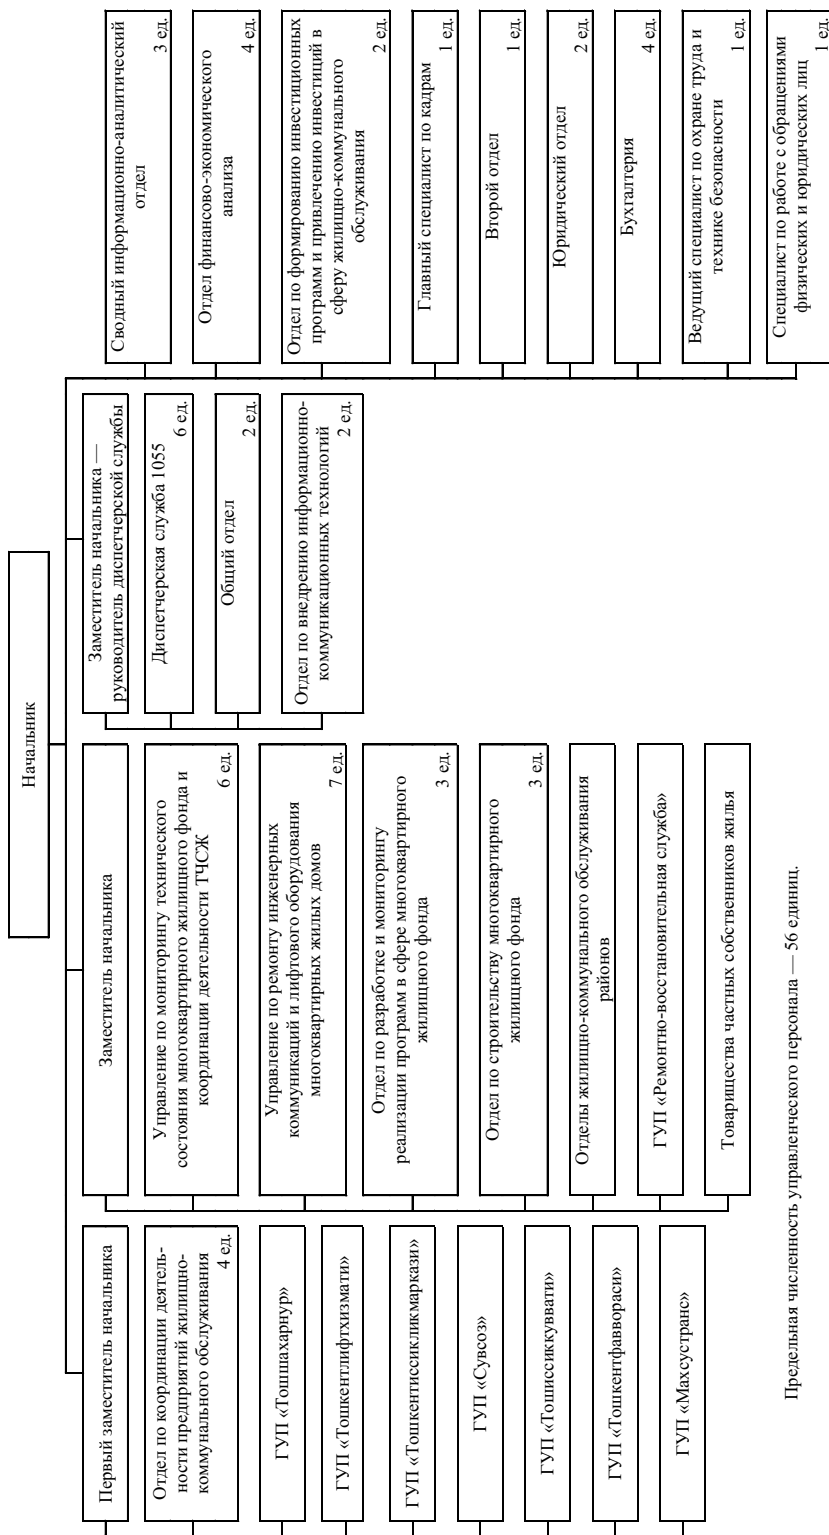 Начальник
Первый заместитель начальника
Отдел по координации деятель-
ности предприятий жилищно-
коммунального обслуживания
4 ед.
ГУП «Тошшахарнур»
ГУП «Тошкентлифтхизмати»
ГУП «Тошкентиссикликмаркази»
ГУП «Сувсоз»
ГУП «Тошиссиккуввати»
ГУП «Тошкентфаввораси»
ГУП «Махсустранс»
Заместитель начальника
Управление по мониторингу технического
состояния многоквартирного жилищного фонда и
координации деятельности ТЧСЖ
6 ед.
Управление по ремонту инженерных
коммуникаций и лифтового оборудования
многоквартирных жилых домов
7 ед.
Отдел по разработке и мониторингу
реализации программ в сфере многоквартирного
жилищного фонда
3 ед.
Отдел по строительству многоквартирного
жилищного фонда
3 ед.
Отделы жилищно-коммунального обслуживания
районов
ГУП «Ремонтно-восстановительная служба»
Товарищества частных собственников жилья
Заместитель начальника —
руководитель диспетчерской службы
Диспетчерская служба 1055
6 ед.
Общий отдел
2 ед.
Отдел по внедрению информационно-
коммуникационных технологий
2 ед.
Сводный информационно-аналитический
отдел
3 ед.
Отдел финансово-экономического
анализа
4 ед.
Отдел по формированию инвестиционных
программ и привлечению инвестиций в
сферу жилищно-коммунального
обслуживания
2 ед.
Главный специалист по кадрам
1 ед.
Второй отдел
1 ед.
Юридический отдел
2 ед.
Бухгалтерия
4 ед.
Ведущий специалист по охране труда и
технике безопасности
1 ед.
Специалист по работе с обращениями
физических и юридических лиц
1 ед.
Предельная численность управленческого персонала — 56 единиц.